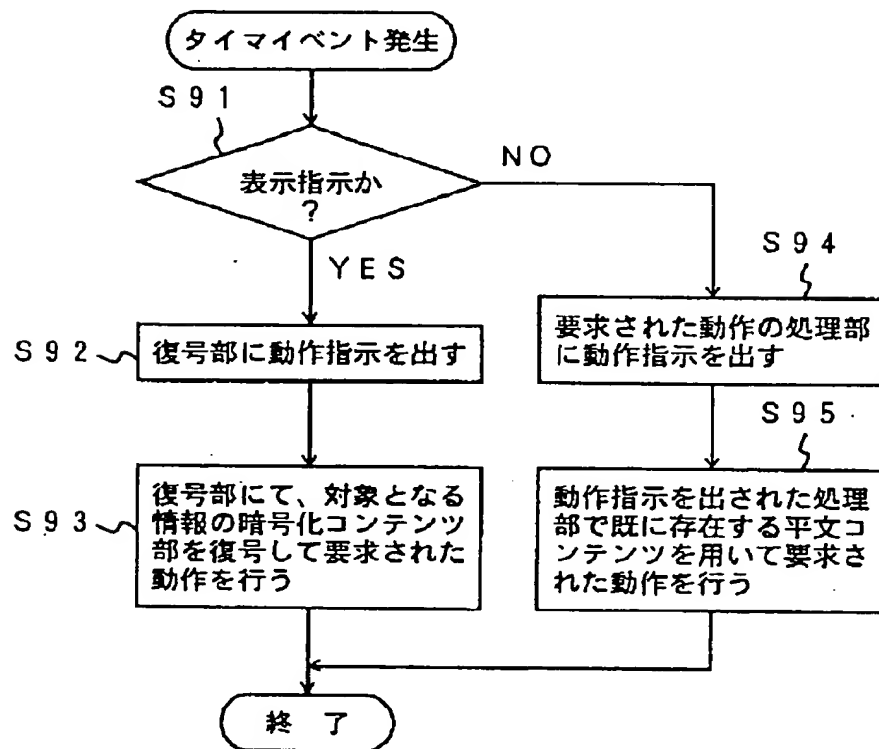 タイマイベント発生
S91
表示指示か
?
NO
YES
S92
復号部に動作指示を出す
S93
復号部にて、対象となる
情報の暗号化コンテンツ
部を復号して要求された
動作を行う
S94
要求された動作の処理部
に動作指示を出す
S95
動作指示を出された処理
部で既に存在する平文コ
ンテンツを用いて要求さ
れた動作を行う
終 了